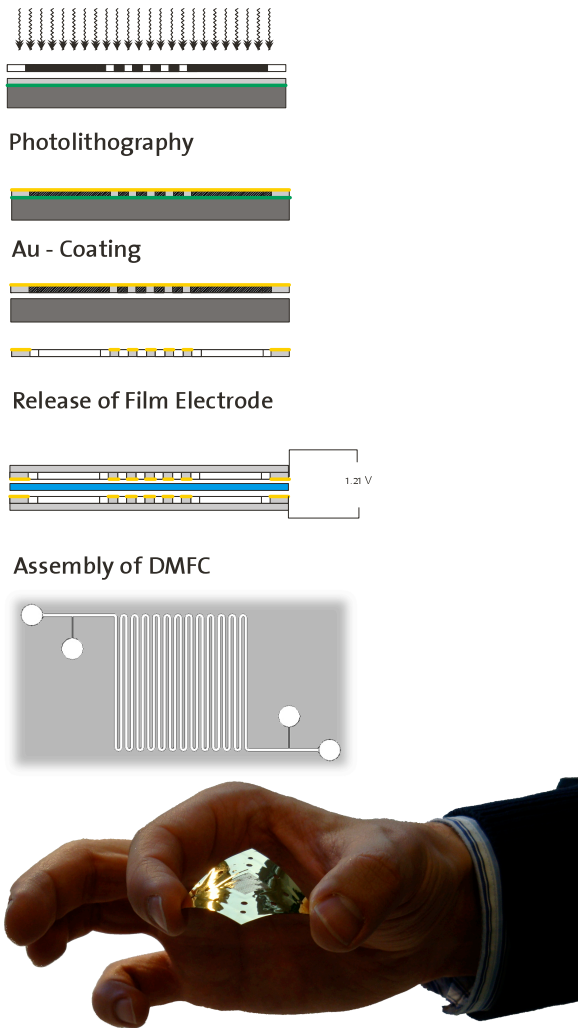 Photolithography
Au - Coating
Release of Film Electrode
1.21 V
Assembly of DMFC